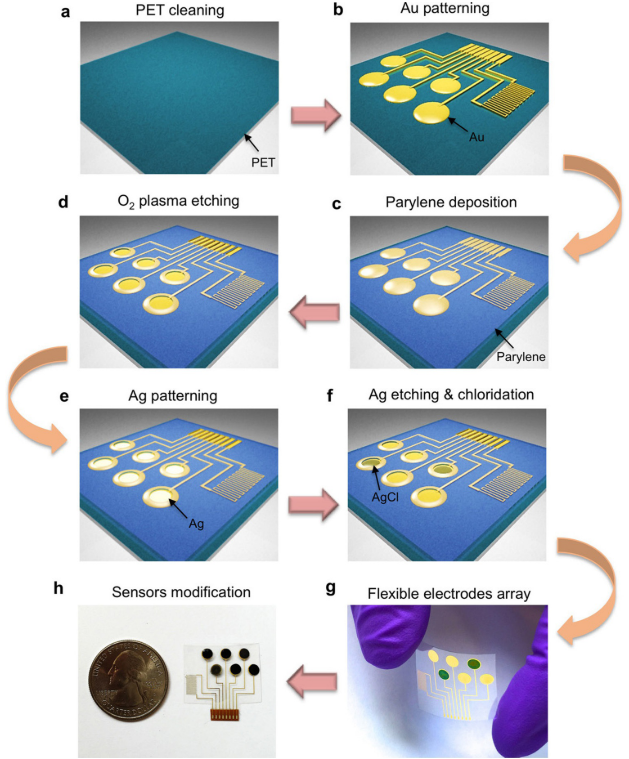 a PET cleaning
PET
b Au patterning
Au
c Parylene deposition
Parylene
d O₂ plasma etching
e Ag patterning
Ag
f Ag etching & chloridation
AgCl
g Flexible electrodes array
h Sensors modification